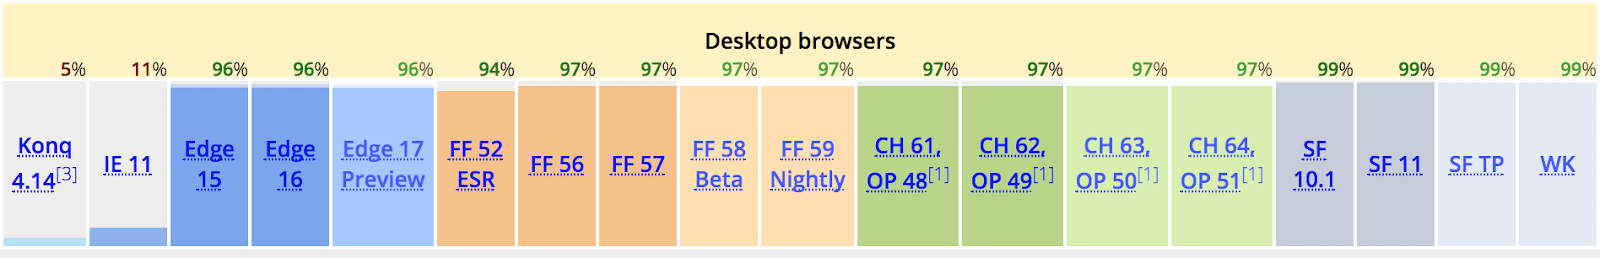 Desktop browsers
5% 11% 96% 96% 96% 94% 97% 97% 97% 97% 97% 97% 97% 97% 99% 99% 99% 99%
Konq
4.14[3]
IE 11
Edge
15
Edge
16
Edge 17
Preview
FF 52
ESR
FF 56
FF 57
FF 58
Beta
FF 59
Nightly
CH 61,
OP 48[1]
CH 62,
OP 49[1]
CH 63,
OP 50[1]
CH 64,
OP 51[1]
SF
10.1
SF 11
SF TP
WK